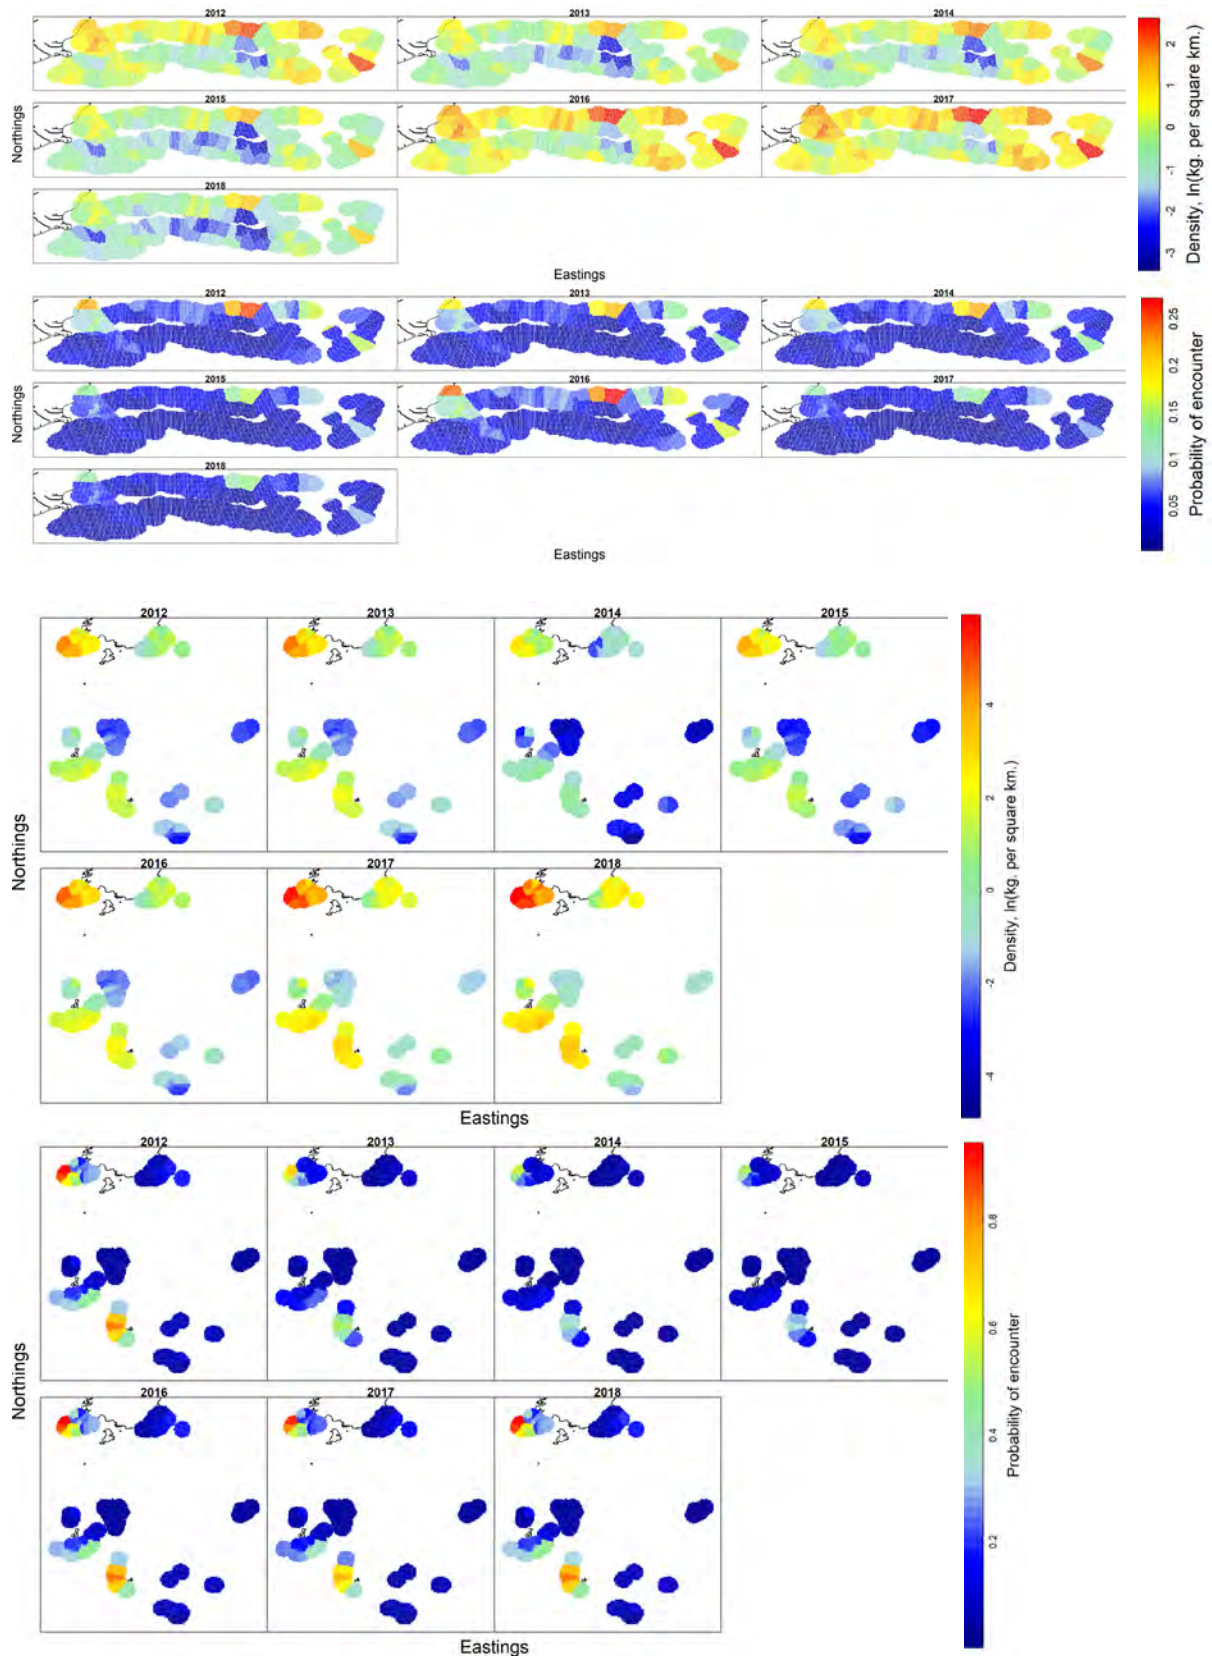 2012 2013 2014
2015 2016 2017
2018
Northings
Eastings
2
1
0
-1
-2
-3
Density, ln(kg. per square km.)
2012 2013 2014
2015 2016 2017
2018
Northings
Eastings
0.25
0.2
0.15
0.1
0.05
Probability of encounter
2012 2013 2014 2015
2016 2017 2018
Northings
Eastings
4
2
0
-2
-4
Density, ln(kg. per square km.)
2012 2013 2014 2015
2016 2017 2018
Northings
Eastings
0.8
0.6
0.4
0.2
Probability of encounter